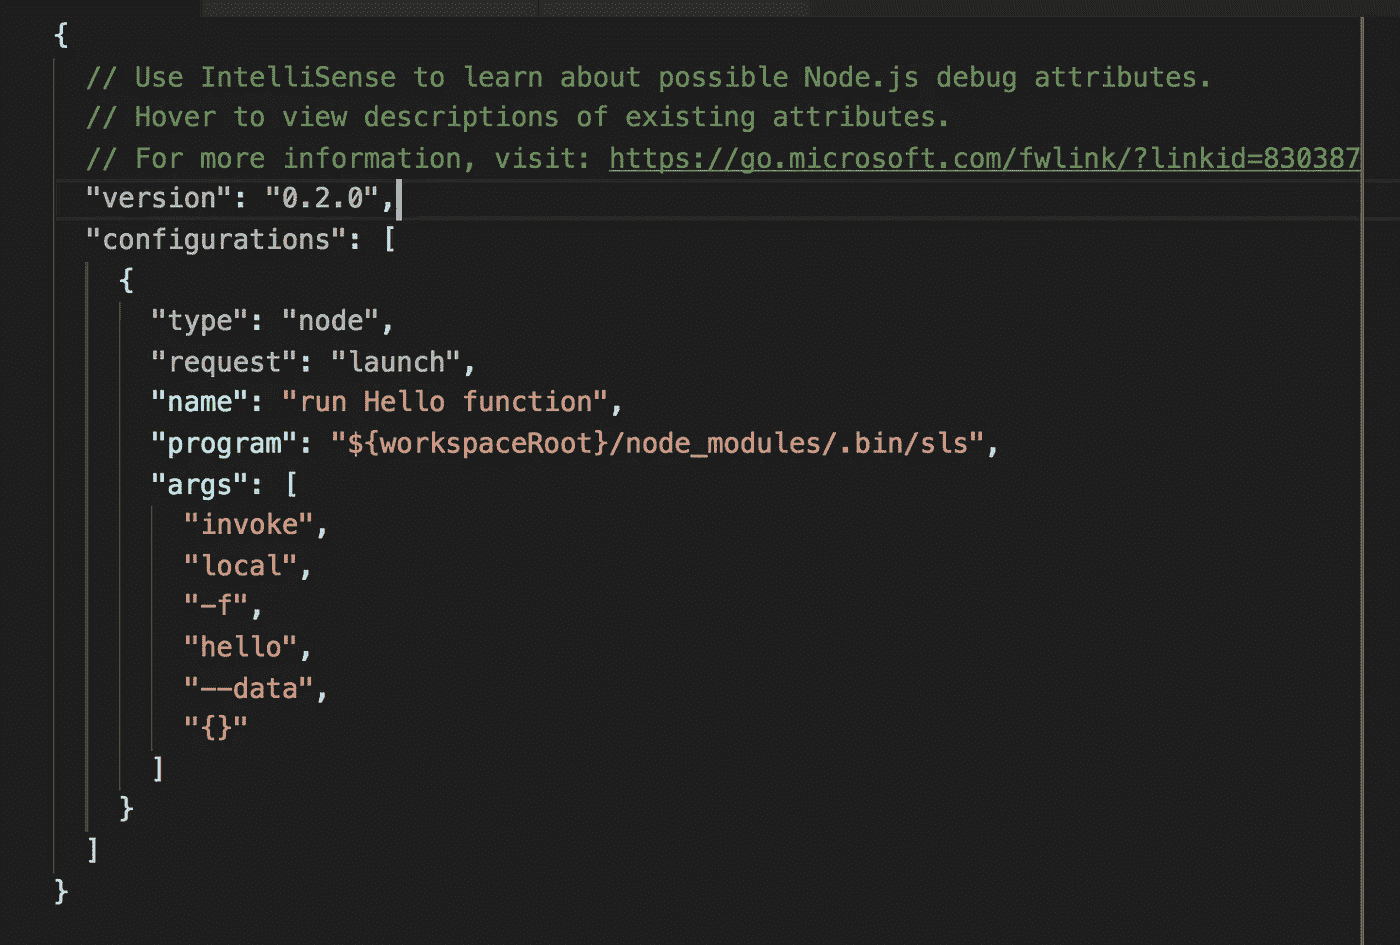 {
// Use IntelliSense to learn about possible Node.js debug attributes.
// Hover to view descriptions of existing attributes.
// For more information, visit: https://go.microsoft.com/fwlink/?linkid=830387
"version": "0.2.0",
"configurations": [
{
"type": "node",
"request": "launch",
"name": "run Hello function",
"program": "${workspaceRoot}/node_modules/.bin/sls",
"args": [
"invoke",
"local",
"-f",
"hello",
"--data",
"{}"
]
}
]
}